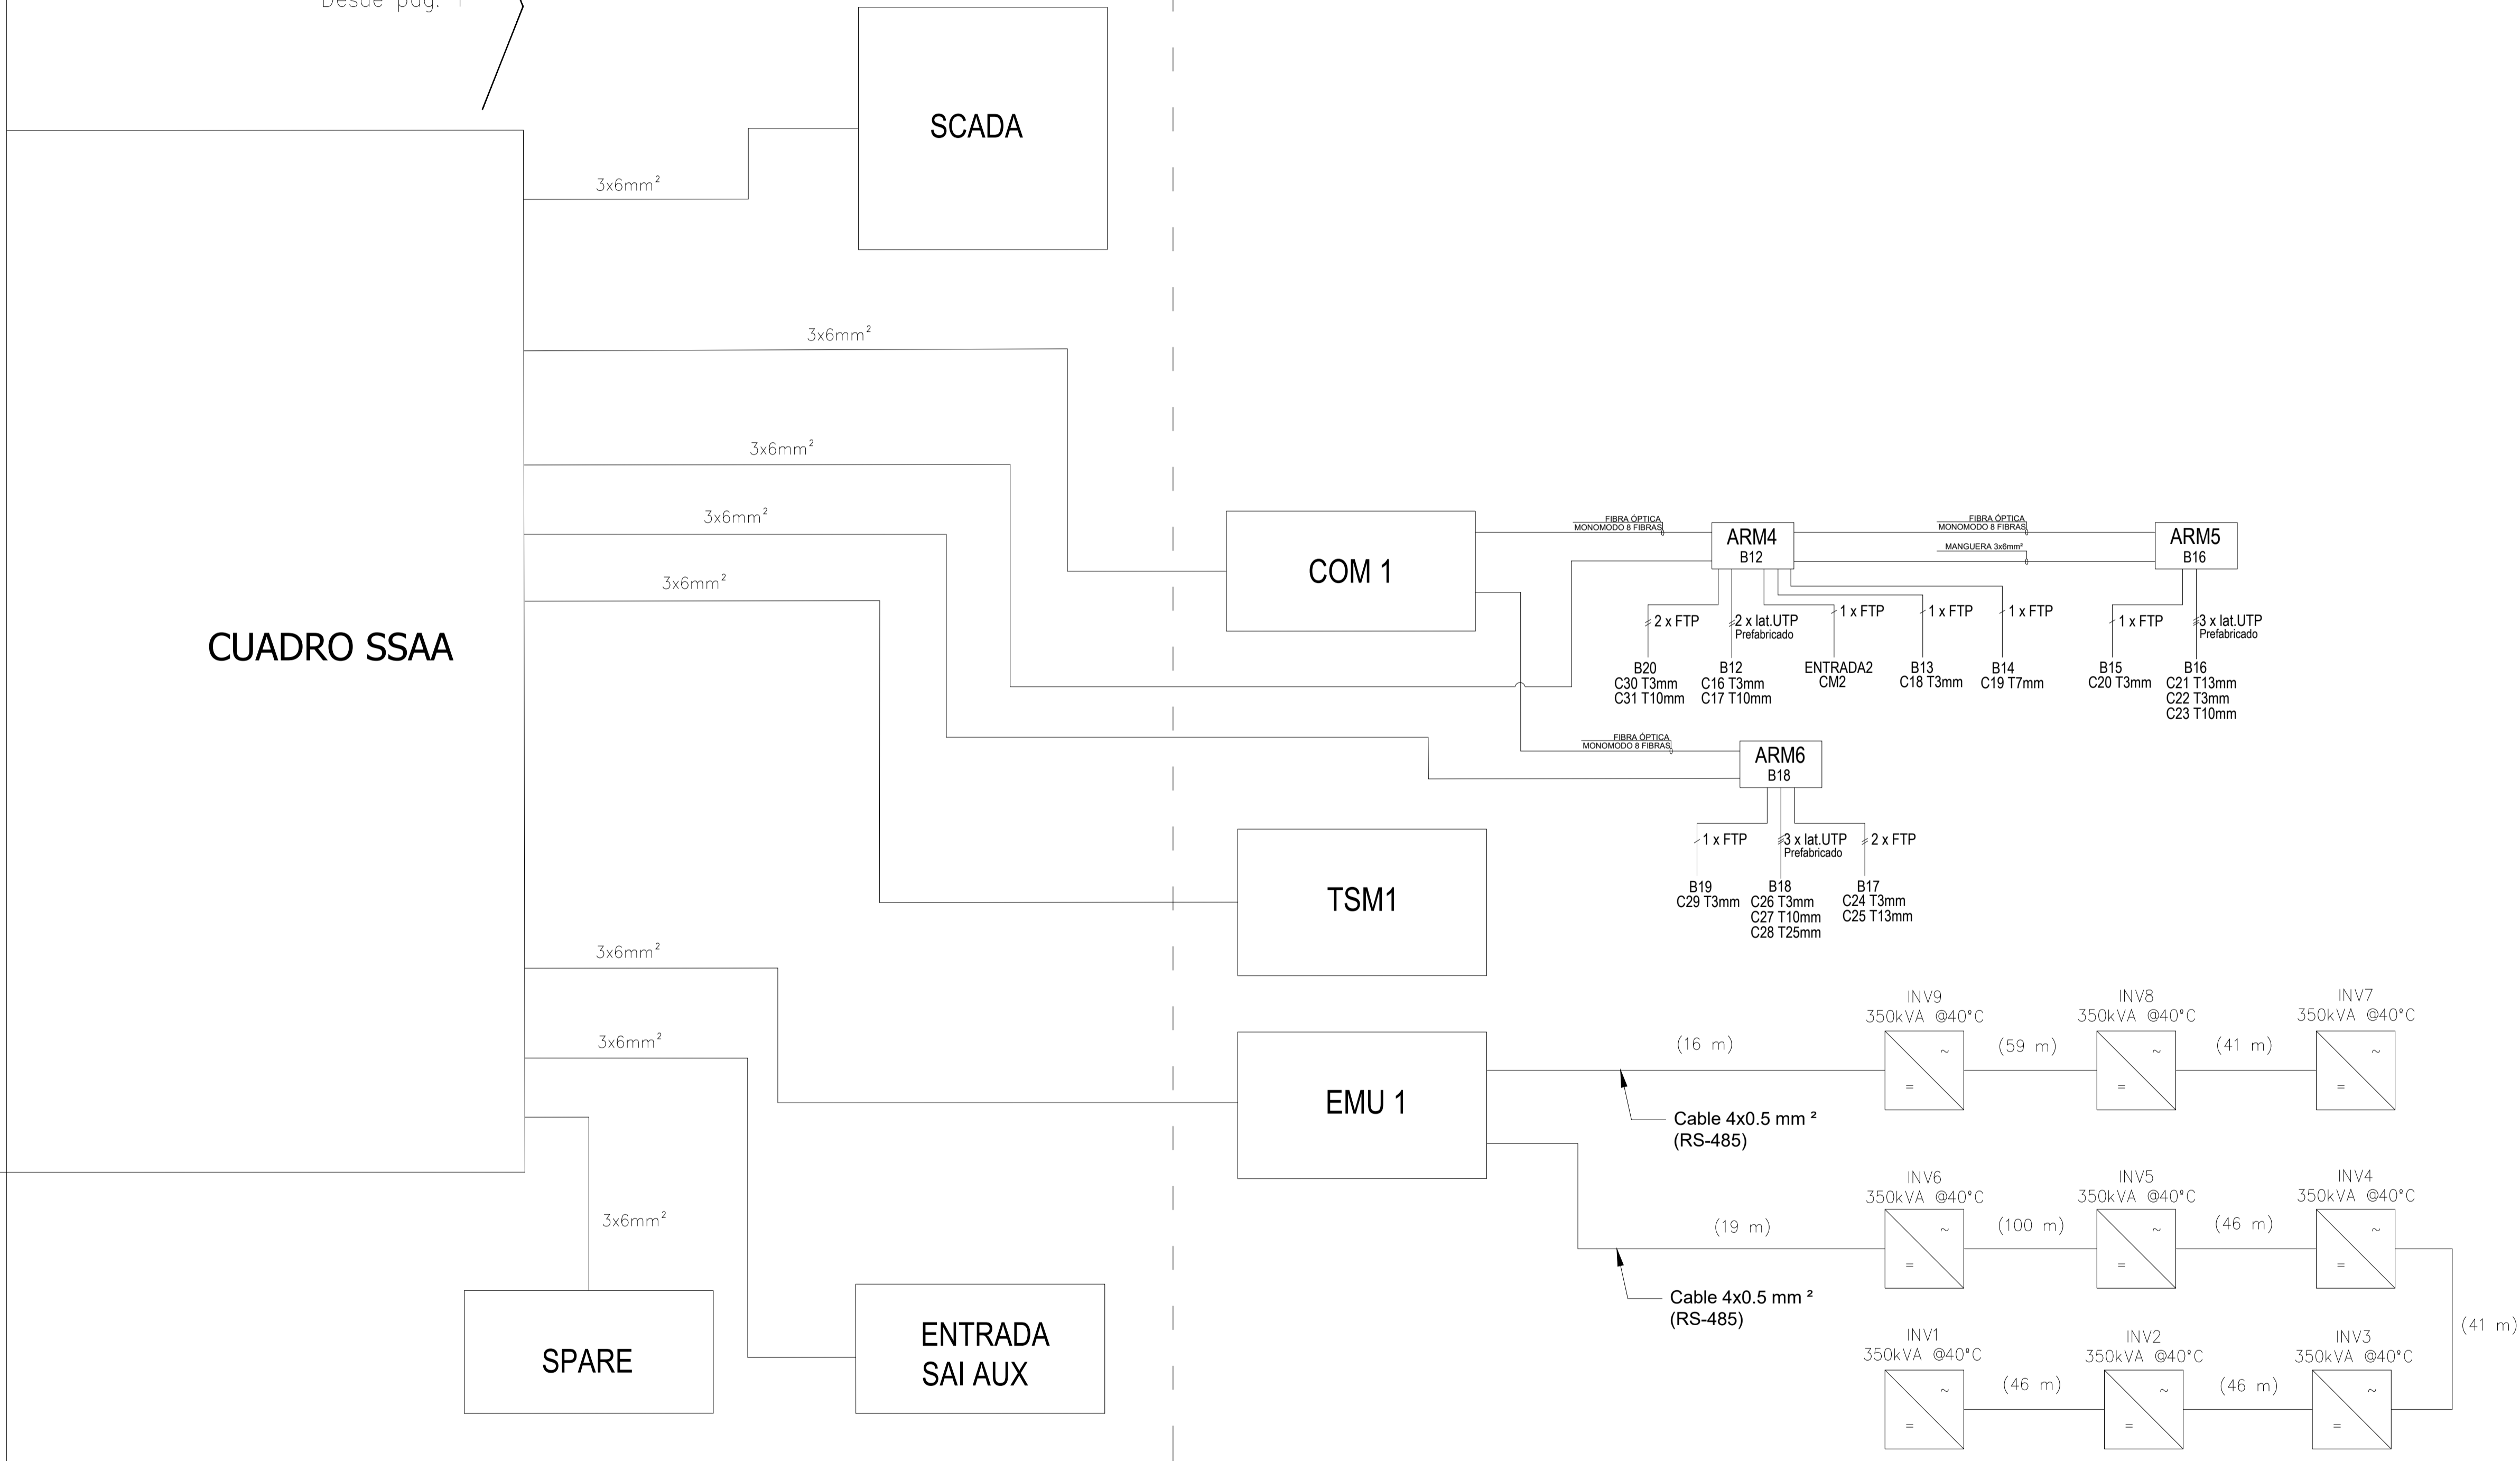 Desde pag. 1
SCADA
3x6mm²
3x6mm²
3x6mm²
3x6mm²
3x6mm²
CUADRO SSAA
COM 1
FIBRA ÓPTICA
MONOMODO 8 FIBRAS
ARM4
B12
FIBRA ÓPTICA
MONOMODO 8 FIBRAS
MANGUERA 3x6mm²
ARM5
B16
2 x FTP
2 x lat.UTP
Prefabricado
1 x FTP
1 x FTP
1 x FTP
1 x FTP
3 x lat.UTP
Prefabricado
B20
C30 T3mm
C31 T10mm
B12
C16 T3mm
C17 T10mm
ENTRADA2
CM2
B13
C18 T3mm
B14
C19 T7mm
B15
C20 T3mm
B16
C21 T13mm
C22 T3mm
C23 T10mm
FIBRA ÓPTICA
MONOMODO 8 FIBRAS
ARM6
B18
1 x FTP
3 x lat.UTP
Prefabricado
2 x FTP
B19
C29 T3mm
B18
C26 T3mm
C27 T10mm
C28 T25mm
B17
C24 T3mm
C25 T13mm
TSM1
3x6mm²
3x6mm²
3x6mm²
EMU 1
(16 m)
Cable 4x0.5 mm ²
(RS-485)
INV9
350kVA @40°C
~
=
(59 m)
INV8
350kVA @40°C
~
=
(41 m)
INV7
350kVA @40°C
~
=
(19 m)
Cable 4x0.5 mm ²
(RS-485)
INV6
350kVA @40°C
~
=
(100 m)
INV5
350kVA @40°C
~
=
(46 m)
INV4
350kVA @40°C
~
=
(41 m)
INV1
350kVA @40°C
~
=
(46 m)
INV2
350kVA @40°C
~
=
(46 m)
INV3
350kVA @40°C
~
=
SPARE
ENTRADA
SAI AUX